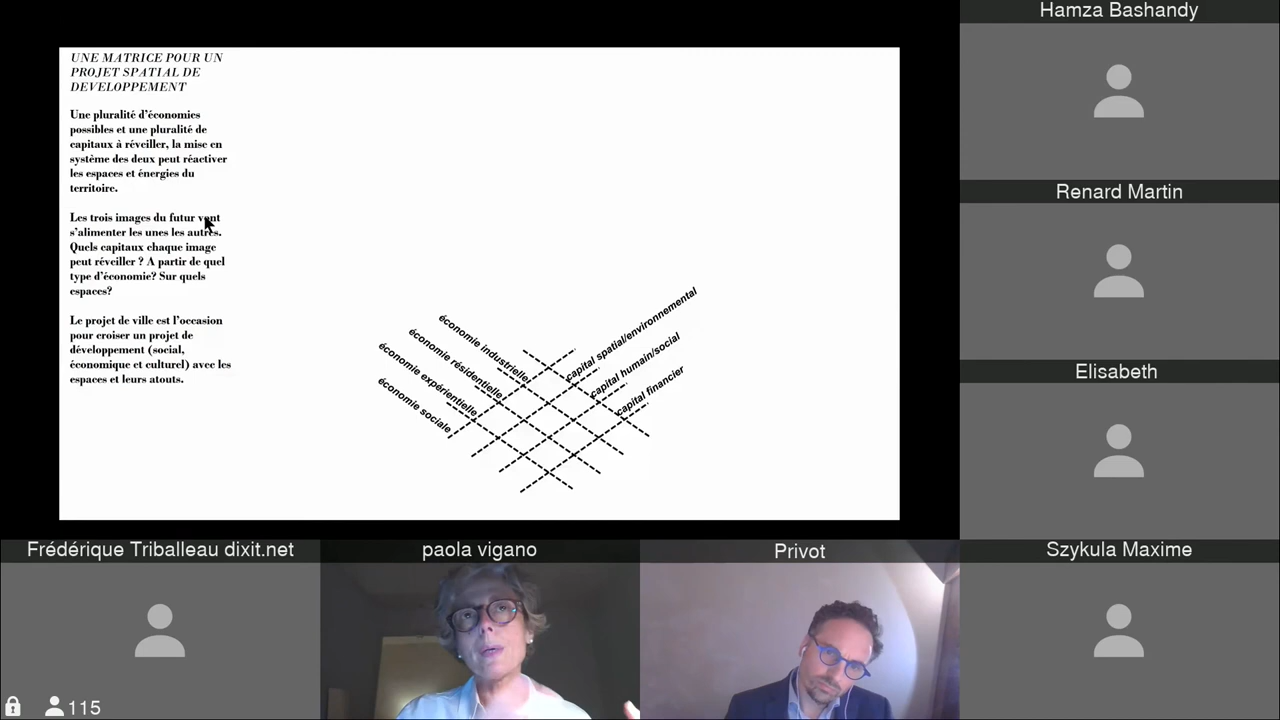 Hamza Bashandy
UNE MATRICE POUR UN
PROJET SPATIAL DE
DEVELOPPEMENT
Une pluralité d'économies
possibles et une pluralité de
capitaux à réveiller, la mise en
système des deux peut réactiver
les espaces et énergies du
territoire.
Les trois images du futur vont
s'alimenter les unes les autres.
Quels capitaux chaque image
peut réveiller ? A partir de quel
type d'économie? Sur quels
espaces?
Le projet de ville est l'occasion
pour croiser un projet de
développement (social,
économique et culturel) avec les
espaces et leurs atouts.
économie industrielle
économie résidentielle
économie expérientielle
économie sociale
capital spatial/environnemental
capital humain/social
capital financier
Renard Martin
Elisabeth
Frédérique Triballeau dixit.net
paola vigano
Privot
Szykula Maxime
115